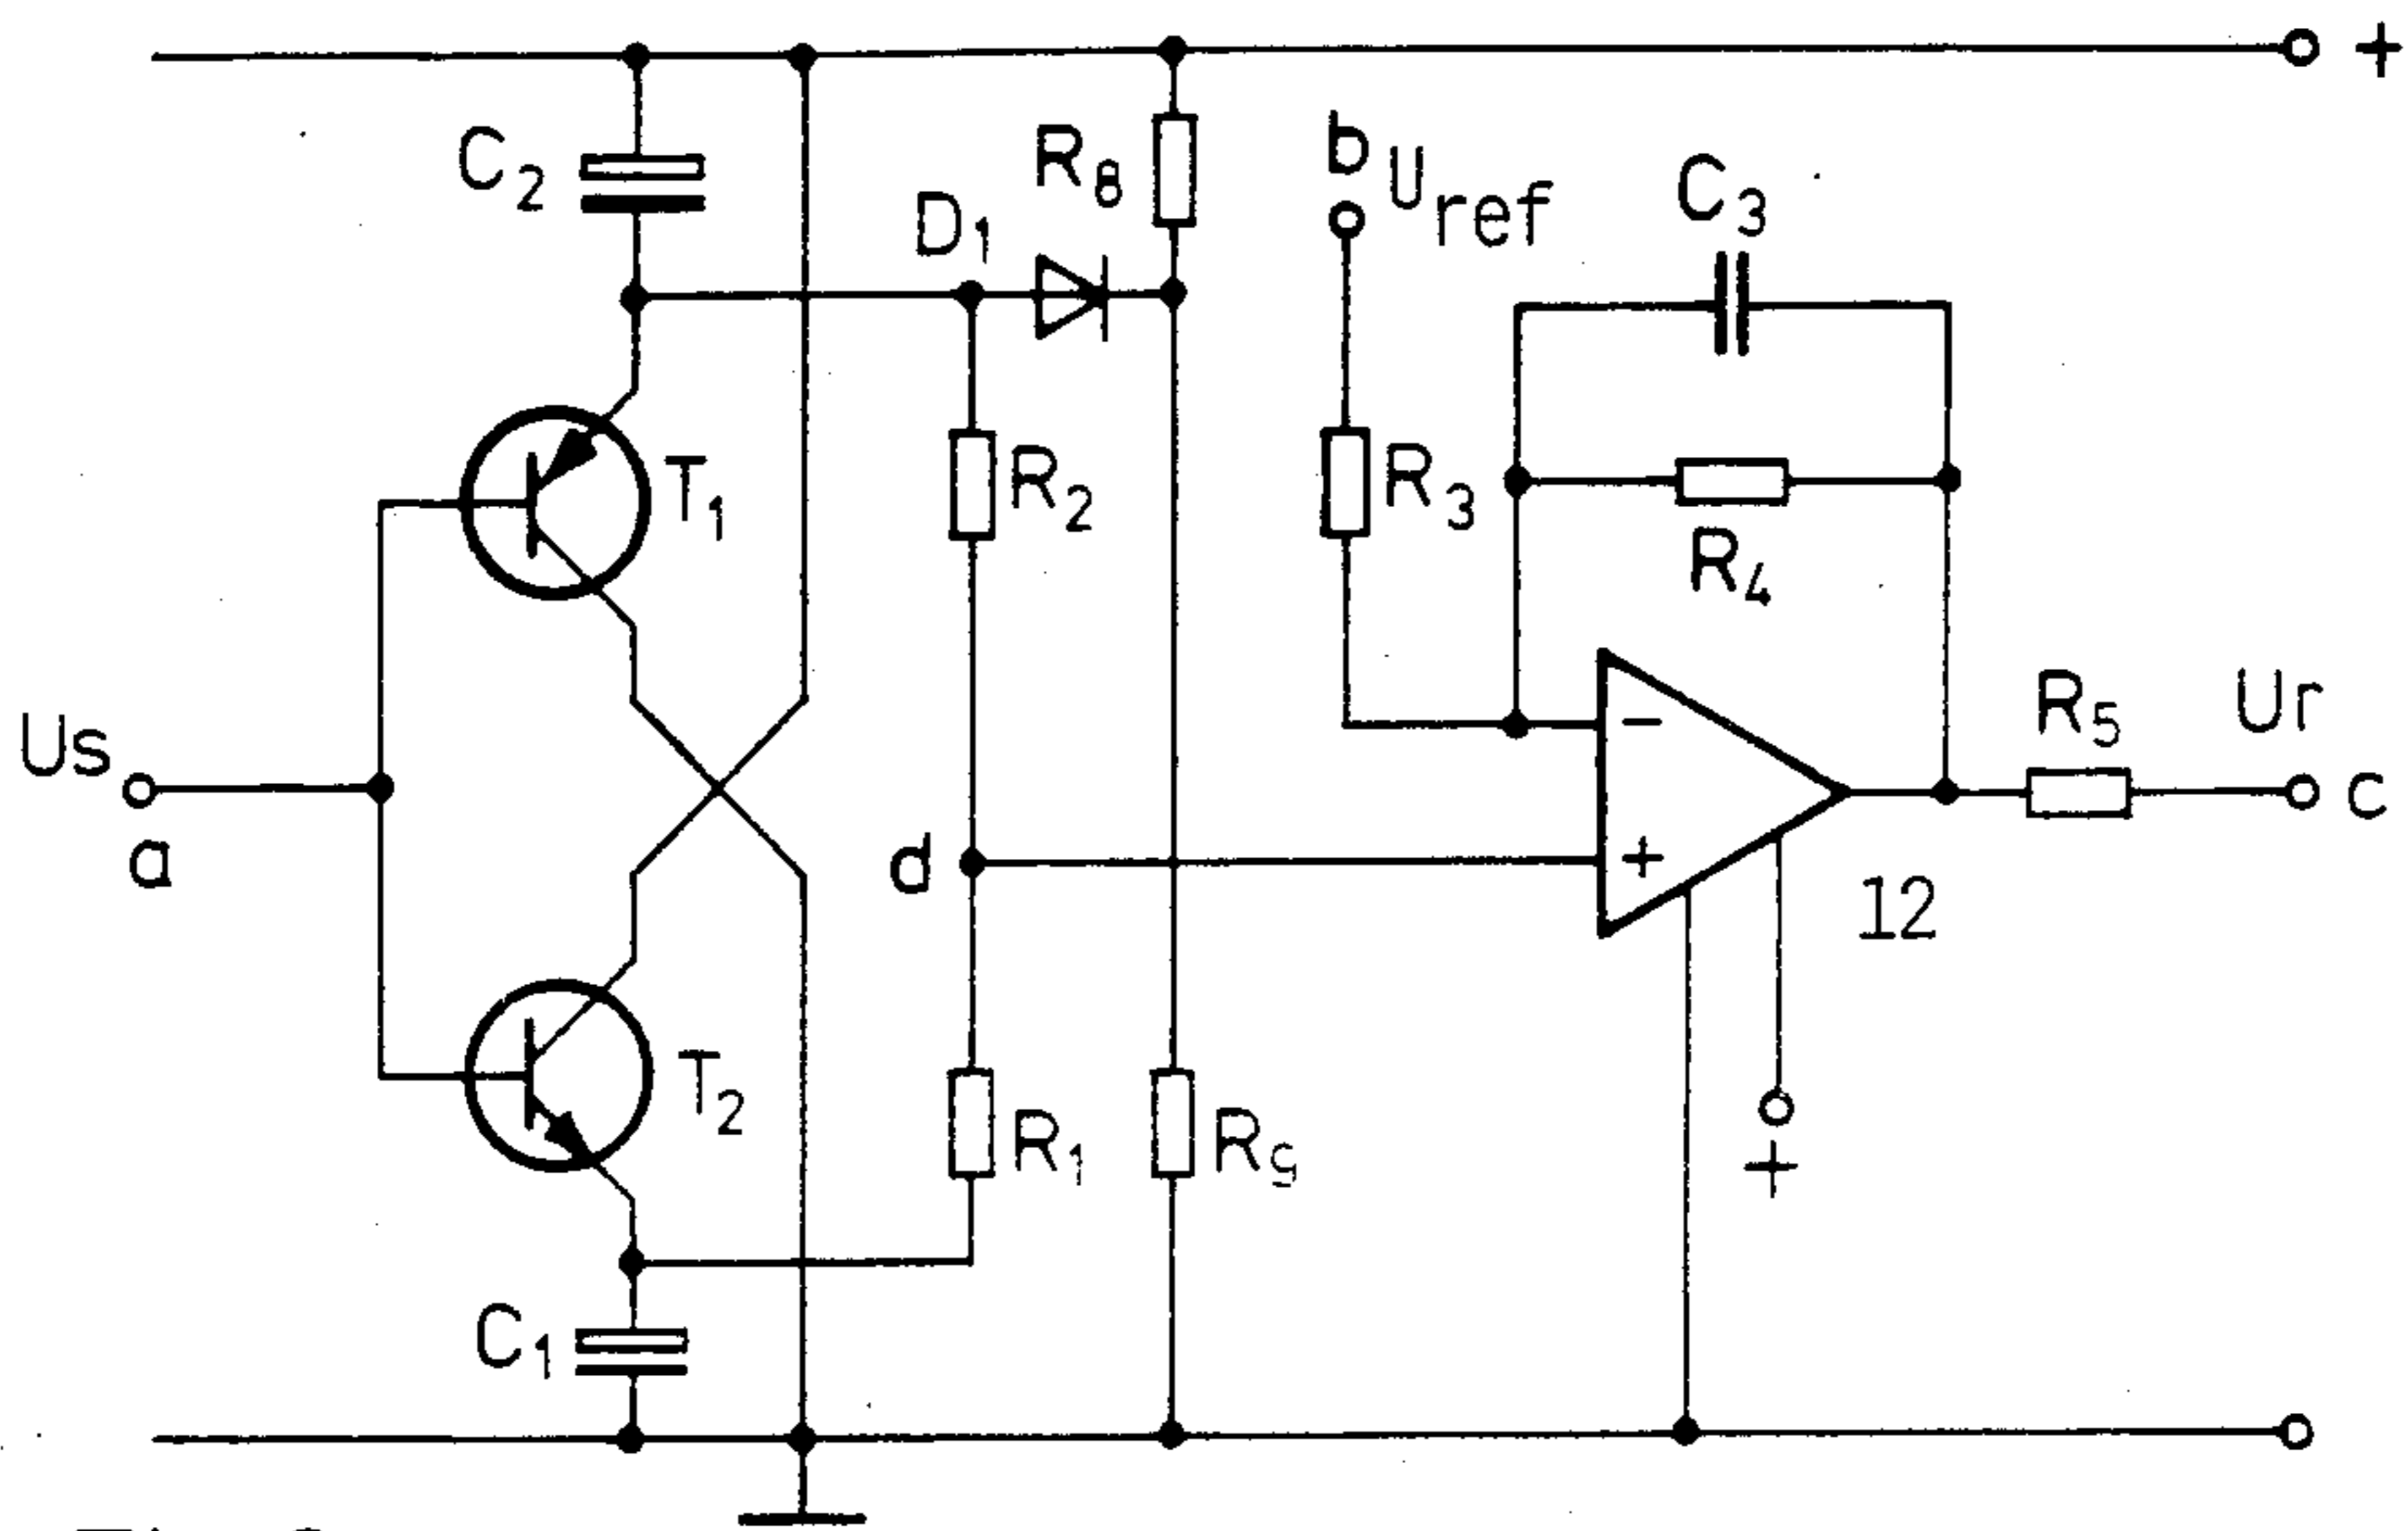 +
C2
R8
b Uref
C3
D1
T1
R2
R3
R4
Us
a
−
R5
Ur
c
d
+
12
T2
R1
R9
+
C1